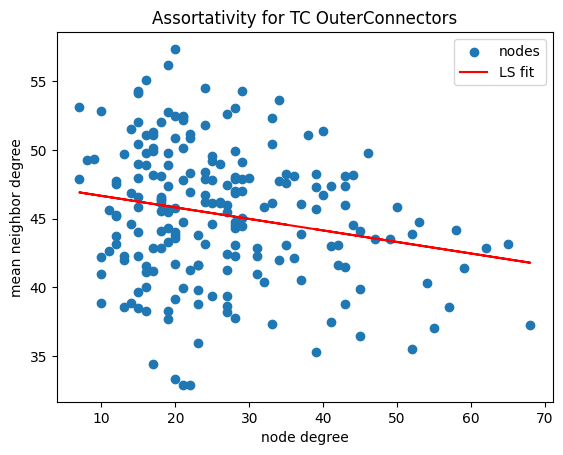 Assortativity for TC OuterConnectors
nodes
LS fit
mean neighbor degree
55
50
45
40
35
10 20 30 40 50 60 70
node degree